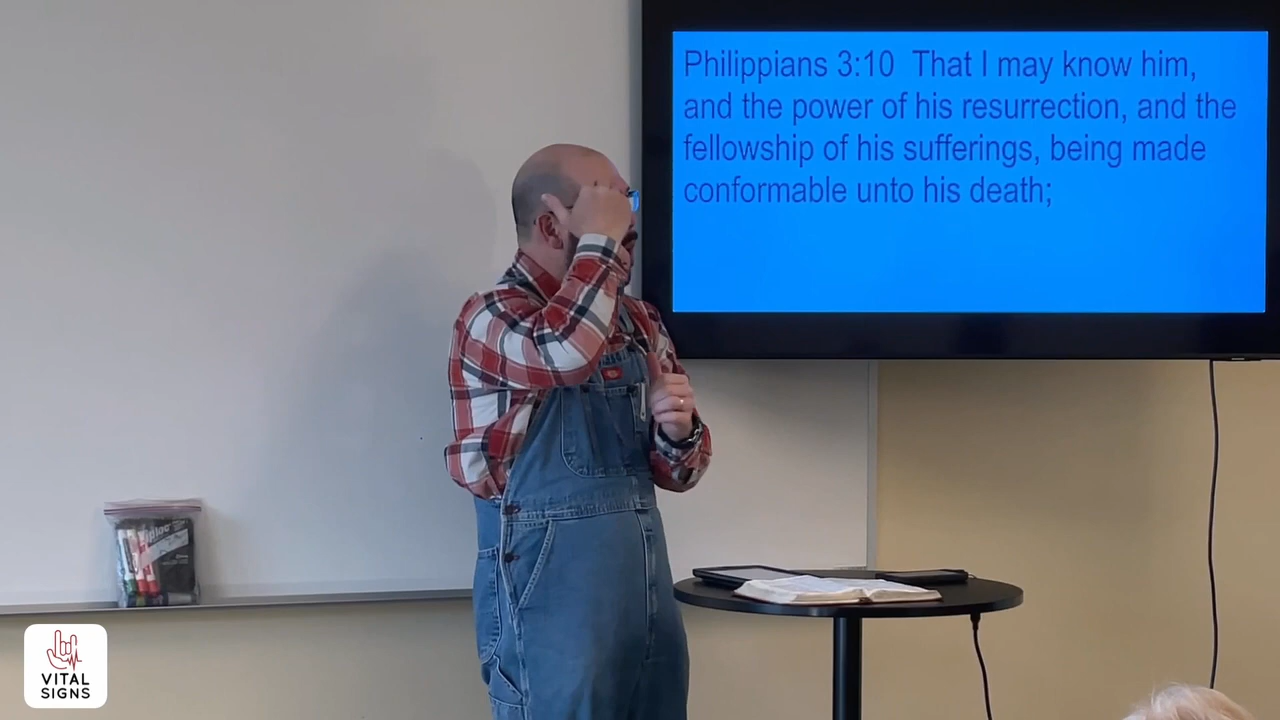 Philippians 3:10  That I may know him,
and the power of his resurrection, and the
fellowship of his sufferings, being made
conformable unto his death;
VITAL
SIGNS